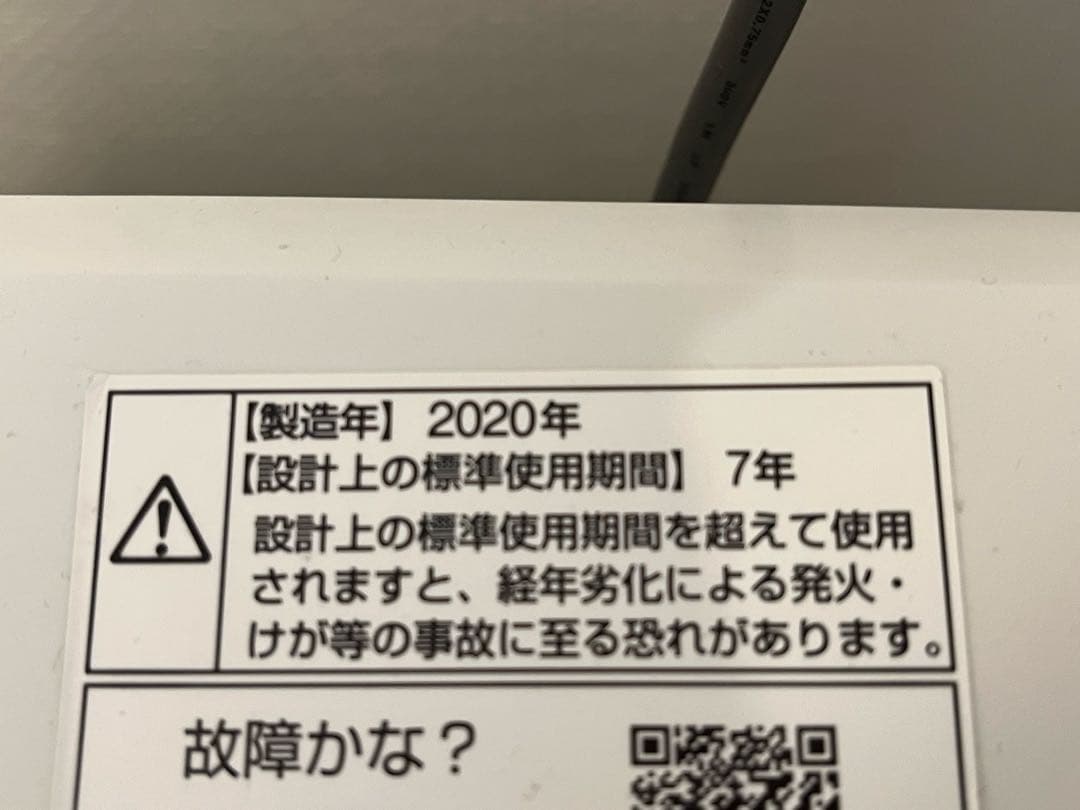 2X0.75mm²
【製造年】 2020年
【設計上の標準使用期間】 7年
設計上の標準使用期間を超えて使用
されますと、経年劣化による発火・
けが等の事故に至る恐れがあります。
故障かな？